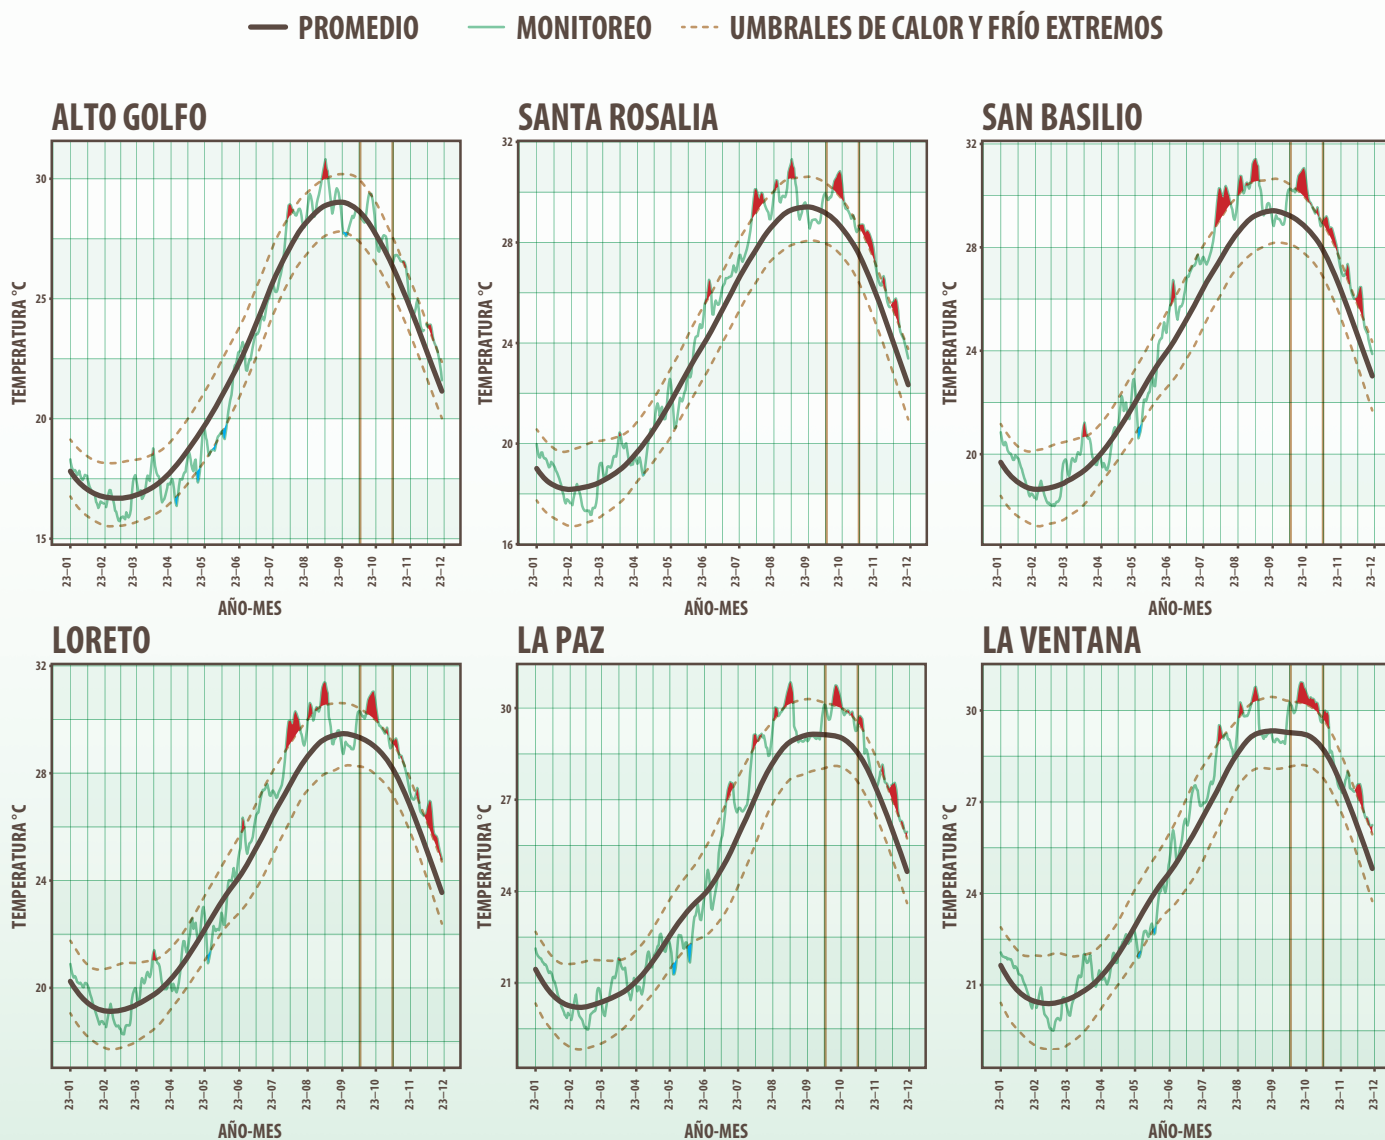 PROMEDIO MONITOREO UMBRALES DE CALOR Y FRÍO EXTREMOS
ALTO GOLFO
TEMPERATURA °C
30
25
20
15
23–01 23–02 23–03 23–04 23–05 23–06 23–07 23–08 23–09 23–10 23–11 23–12
AÑO-MES
SANTA ROSALIA
TEMPERATURA °C
32
28
24
20
16
23–01 23–02 23–03 23–04 23–05 23–06 23–07 23–08 23–09 23–10 23–11 23–12
AÑO-MES
SAN BASILIO
TEMPERATURA °C
32
28
24
20
23–01 23–02 23–03 23–04 23–05 23–06 23–07 23–08 23–09 23–10 23–11 23–12
AÑO-MES
LORETO
TEMPERATURA °C
32
28
24
20
23–01 23–02 23–03 23–04 23–05 23–06 23–07 23–08 23–09 23–10 23–11 23–12
AÑO-MES
LA PAZ
TEMPERATURA °C
30
27
24
21
23–01 23–02 23–03 23–04 23–05 23–06 23–07 23–08 23–09 23–10 23–11 23–12
AÑO-MES
LA VENTANA
TEMPERATURA °C
30
27
24
21
23–01 23–02 23–03 23–04 23–05 23–06 23–07 23–08 23–09 23–10 23–11 23–12
AÑO-MES